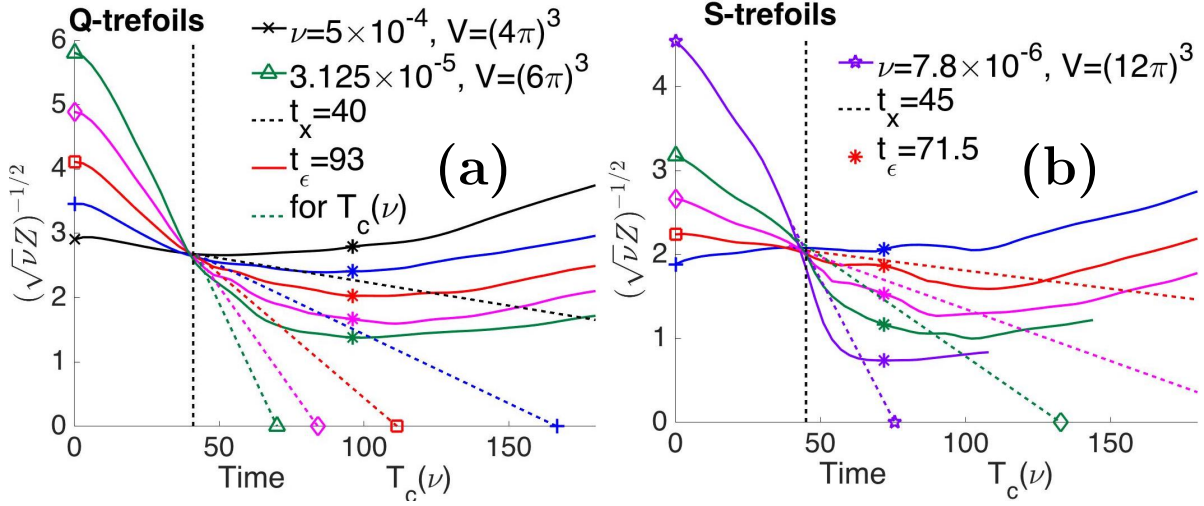 Q-trefoils
ν=5×10⁻⁴, V=(4π)³
3.125×10⁻⁵, V=(6π)³
t_x=40
t_ϵ=93
for T_c(ν)
(a)
(√νZ)^{-1/2}
6
5
4
3
2
1
0
0 50 100 150
Time T_c(ν)
S-trefoils
ν=7.8×10⁻⁶, V=(12π)³
t_x=45
t_ϵ=71.5
(b)
(√νZ)^{-1/2}
4
3
2
1
0
0 50 100 150
Time T_c(ν)